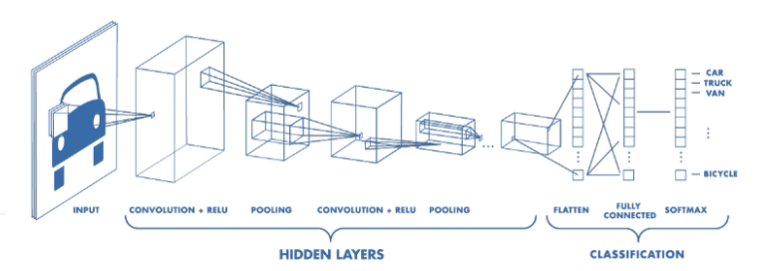 CAR
TRUCK
VAN
BICYCLE
INPUT
CONVOLUTION + RELU
POOLING
CONVOLUTION + RELU
POOLING
FLATTEN
FULLY
CONNECTED
SOFTMAX
HIDDEN LAYERS
CLASSIFICATION